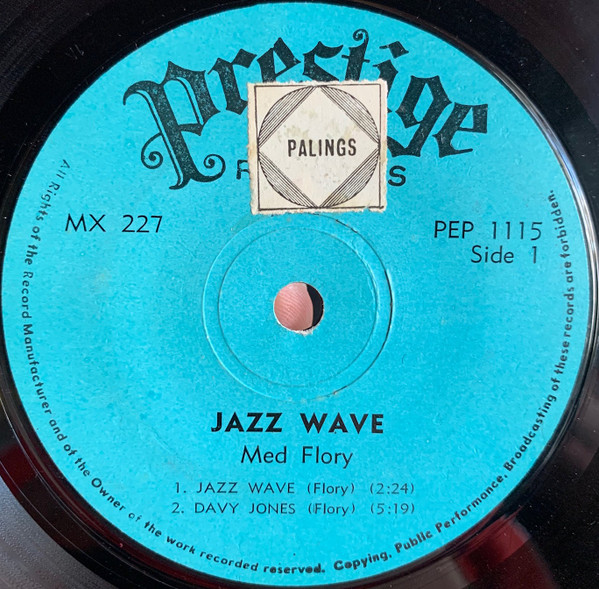 Prestige
PALINGS
MX 227
PEP 1115
Side 1
JAZZ WAVE
Med Flory
1. JAZZ WAVE (Flory) (2:24)
2. DAVY JONES (Flory) (5:19)
All Rights of the Record Manufacturer and of the Owner of the work recorded reserved. Copying, Public Performance, Broadcasting of these records are forbidden.